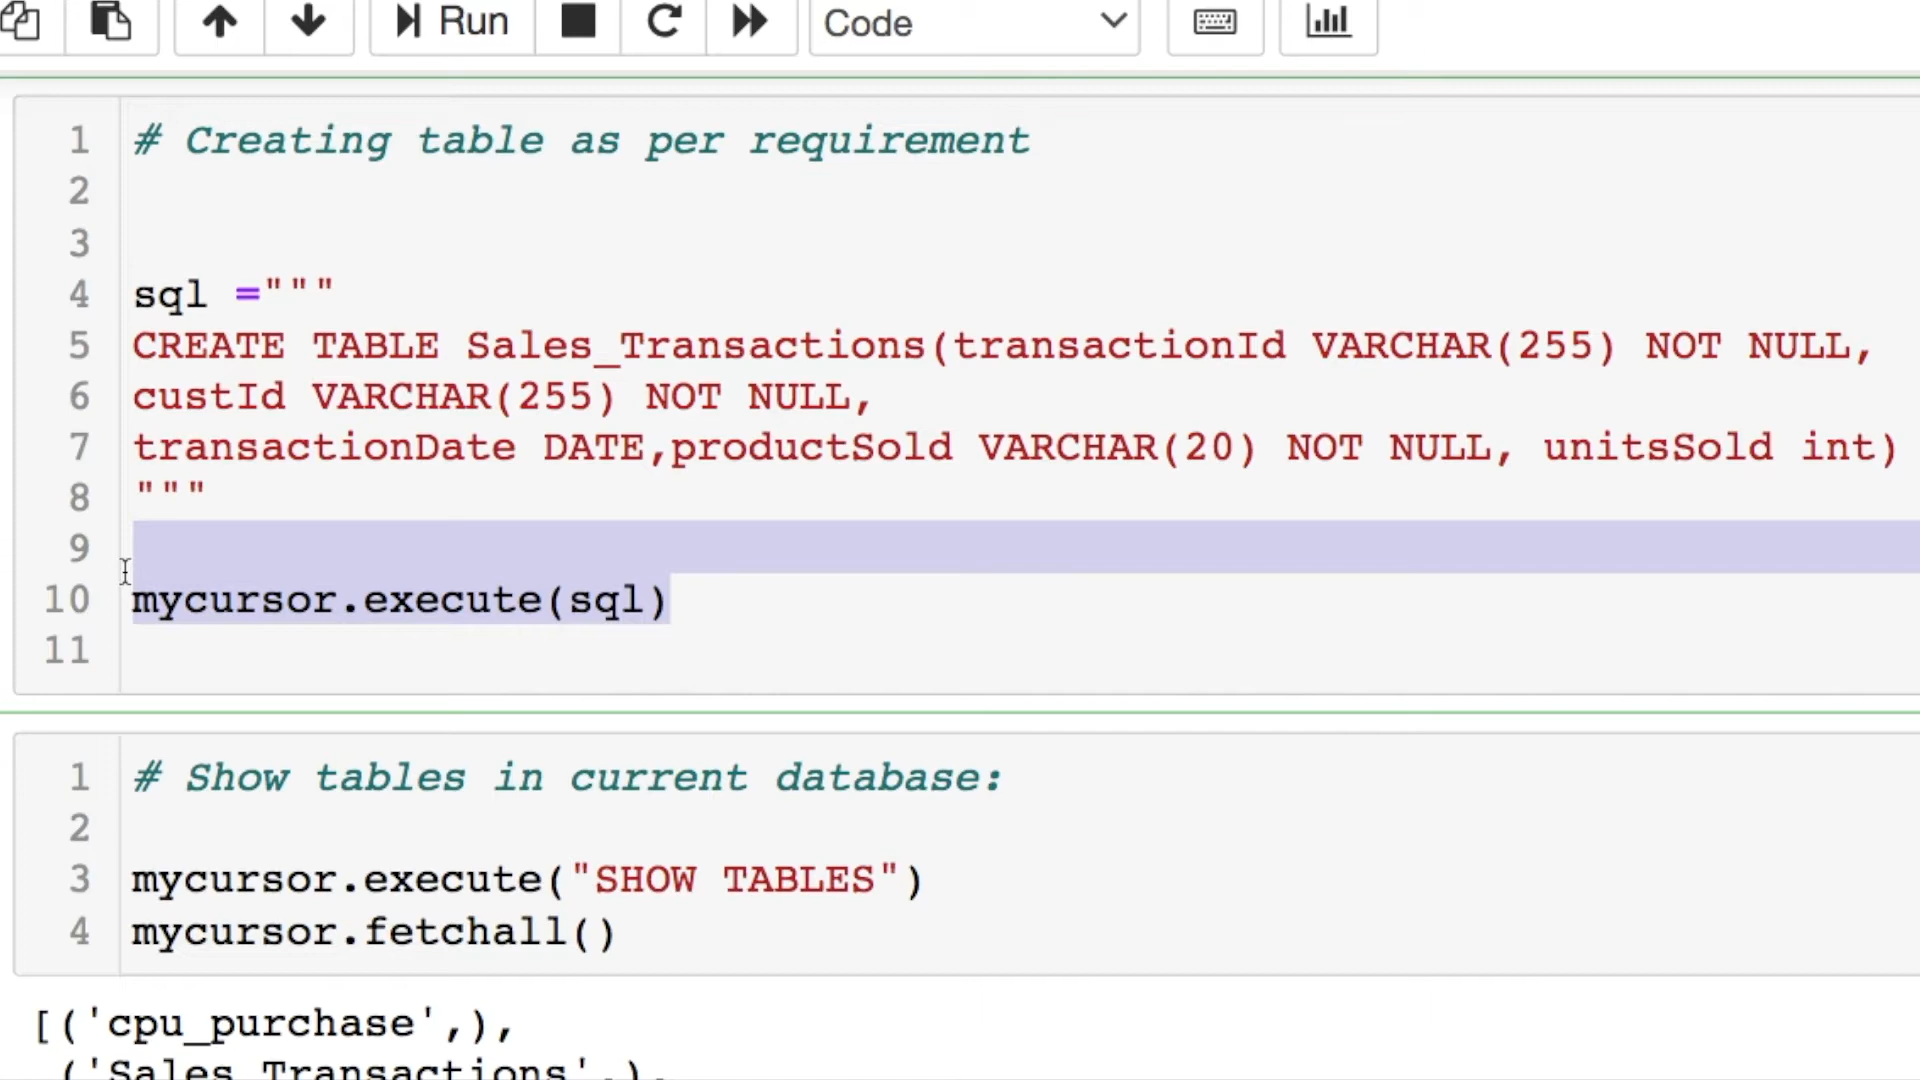 Run
Code
1 # Creating table as per requirement
2
3
4 sql ="""
5 CREATE TABLE Sales_Transactions(transactionId VARCHAR(255) NOT NULL,
6 custId VARCHAR(255) NOT NULL,
7 transactionDate DATE,productSold VARCHAR(20) NOT NULL, unitsSold int)
8 """
9
10 mycursor.execute(sql)
11
1 # Show tables in current database:
2
3 mycursor.execute("SHOW TABLES")
4 mycursor.fetchall()
[('cpu_purchase',),
('Sales_Transactions',),